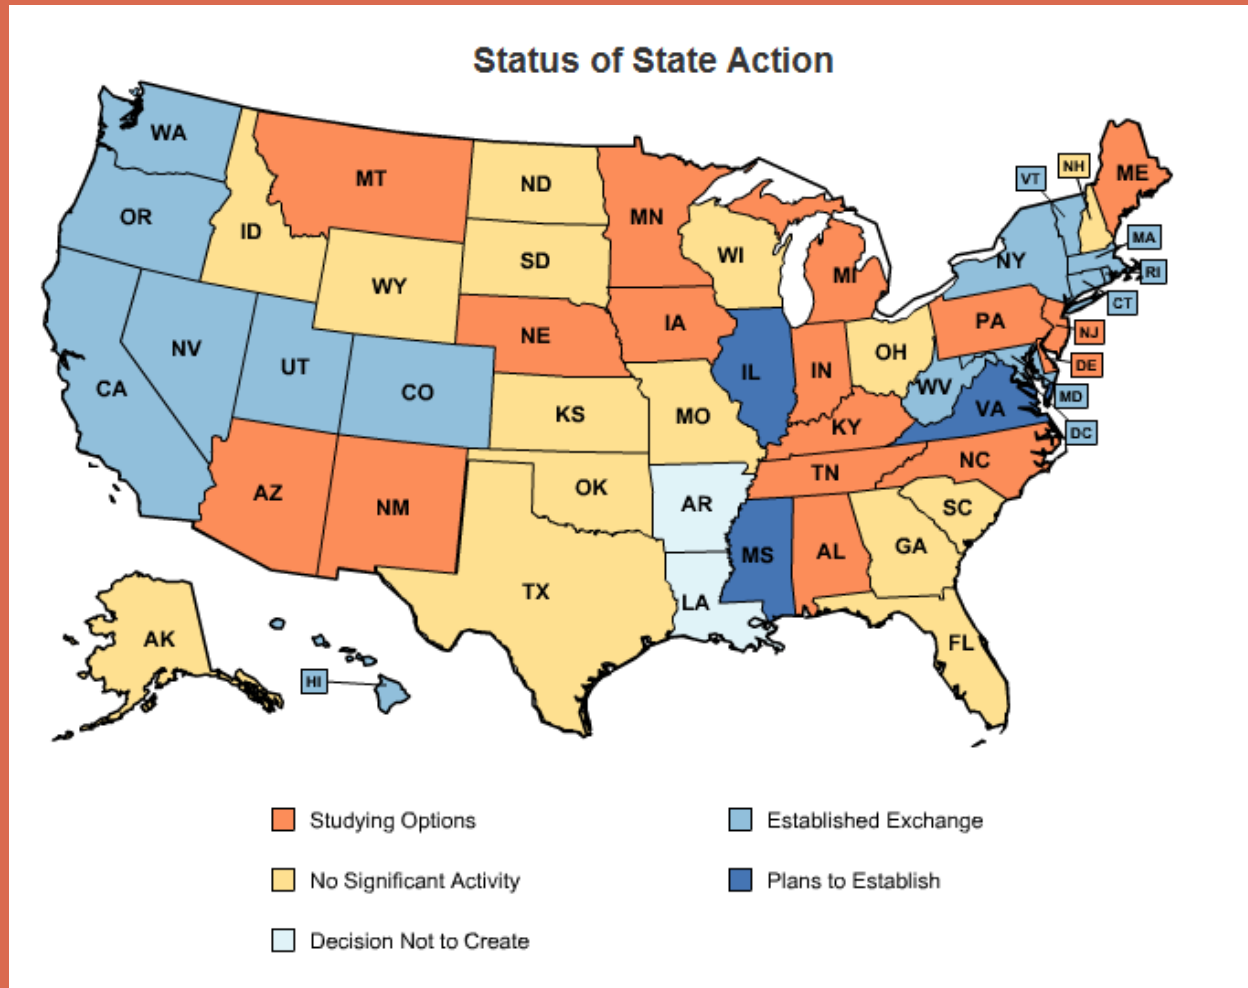 Status of State Action
WA
MT
ND
MN
ME
VT
NH
OR
ID
SD
WI
MI
NY
MA
RI
CT
WY
NE
IA
PA
NJ
NV
UT
CO
CA
IL
IN
OH
DE
WV
MD
VA
DC
KS
MO
KY
NC
TN
AZ
NM
OK
AR
SC
MS
AL
GA
TX
LA
FL
AK
HI
Studying Options
Established Exchange
No Significant Activity
Plans to Establish
Decision Not to Create